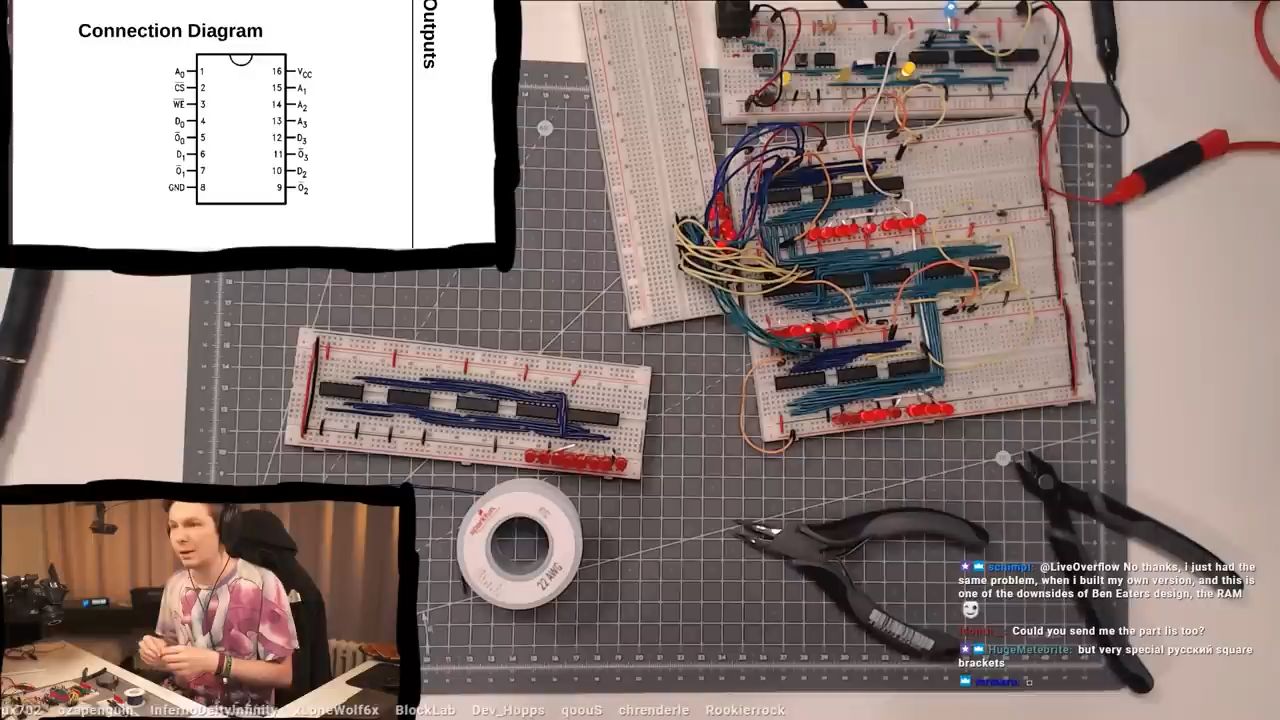 Connection Diagram
Outputs
A0 1 16 VCC
CS 2 15 A1
WE 3 14 A2
D0 4 13 A3
O0 5 12 D3
D1 6 11 O3
O1 7 10 D2
GND 8 9 O2
22 AWG
schimpi: @LiveOverflow No thanks, i just had the
same problem, when i built my own version, and this is
one of the downsides of Ben Eaters design, the RAM
Could you send me the part lis too?
HugeMeteorite: but very special русский square
brackets
ozapenguin InfernoDeityInfinity xLoneWolf6x BlockLab Dev_Hopps qoouS chrenderle Rookierrock